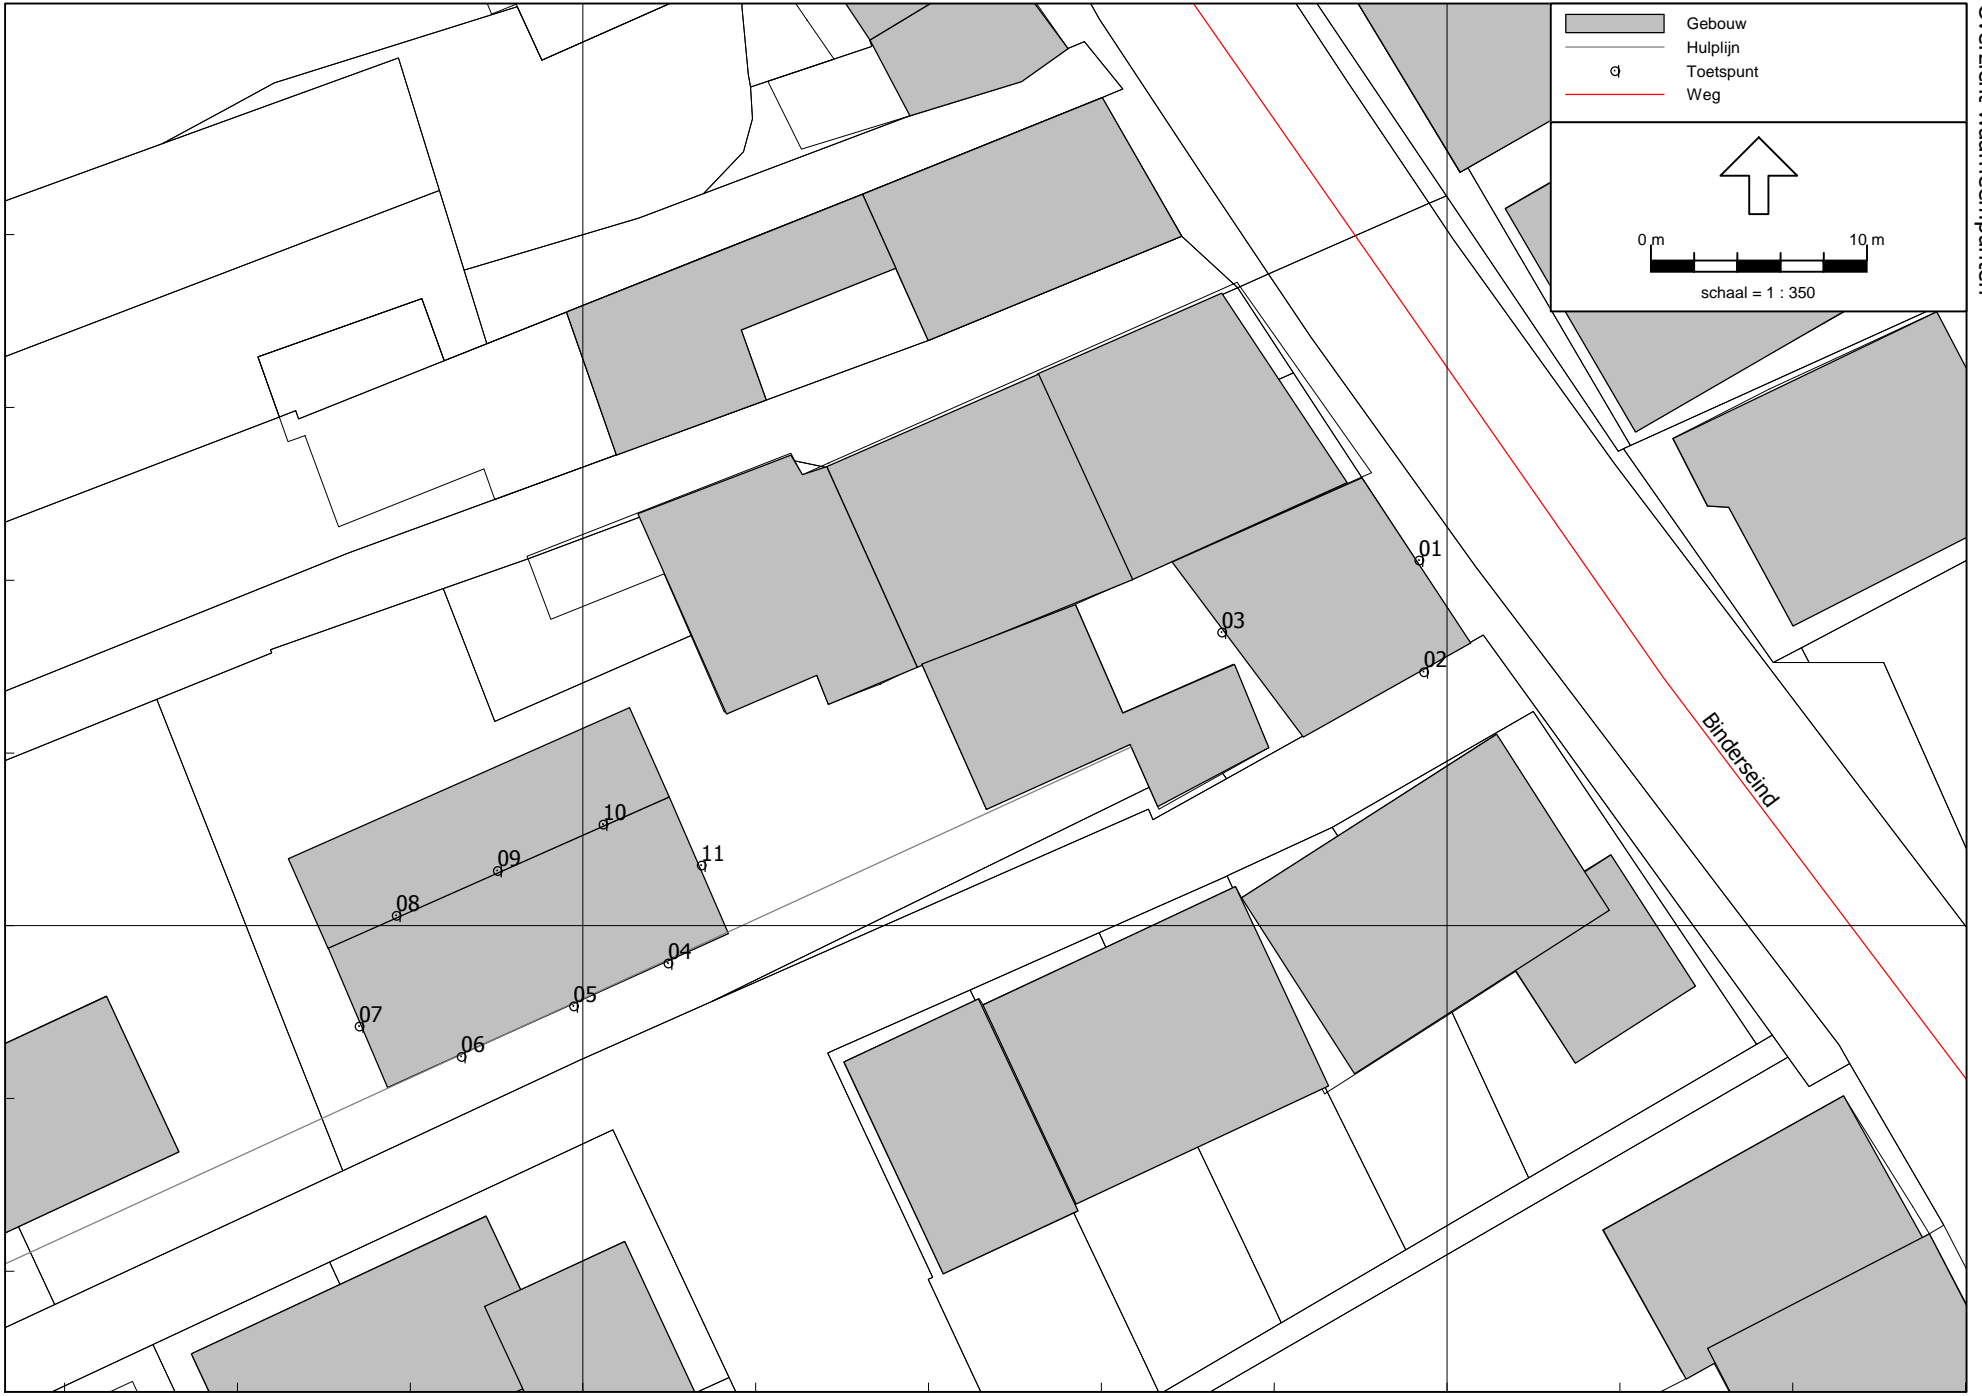 Gebouw
Hulplijn
Toetspunt
Weg
0 m 10 m
schaal = 1 : 350
01
03
02
Binderseind
10
11
09
08
04
05
07
06